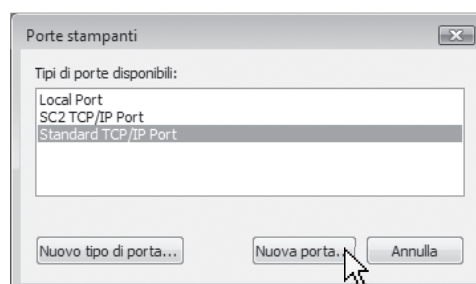 Porte stampanti
Tipi di porte disponibili:
Local Port
SC2 TCP/IP Port
Standard TCP/IP Port
Nuovo tipo di porta... Nuova porta... Annulla